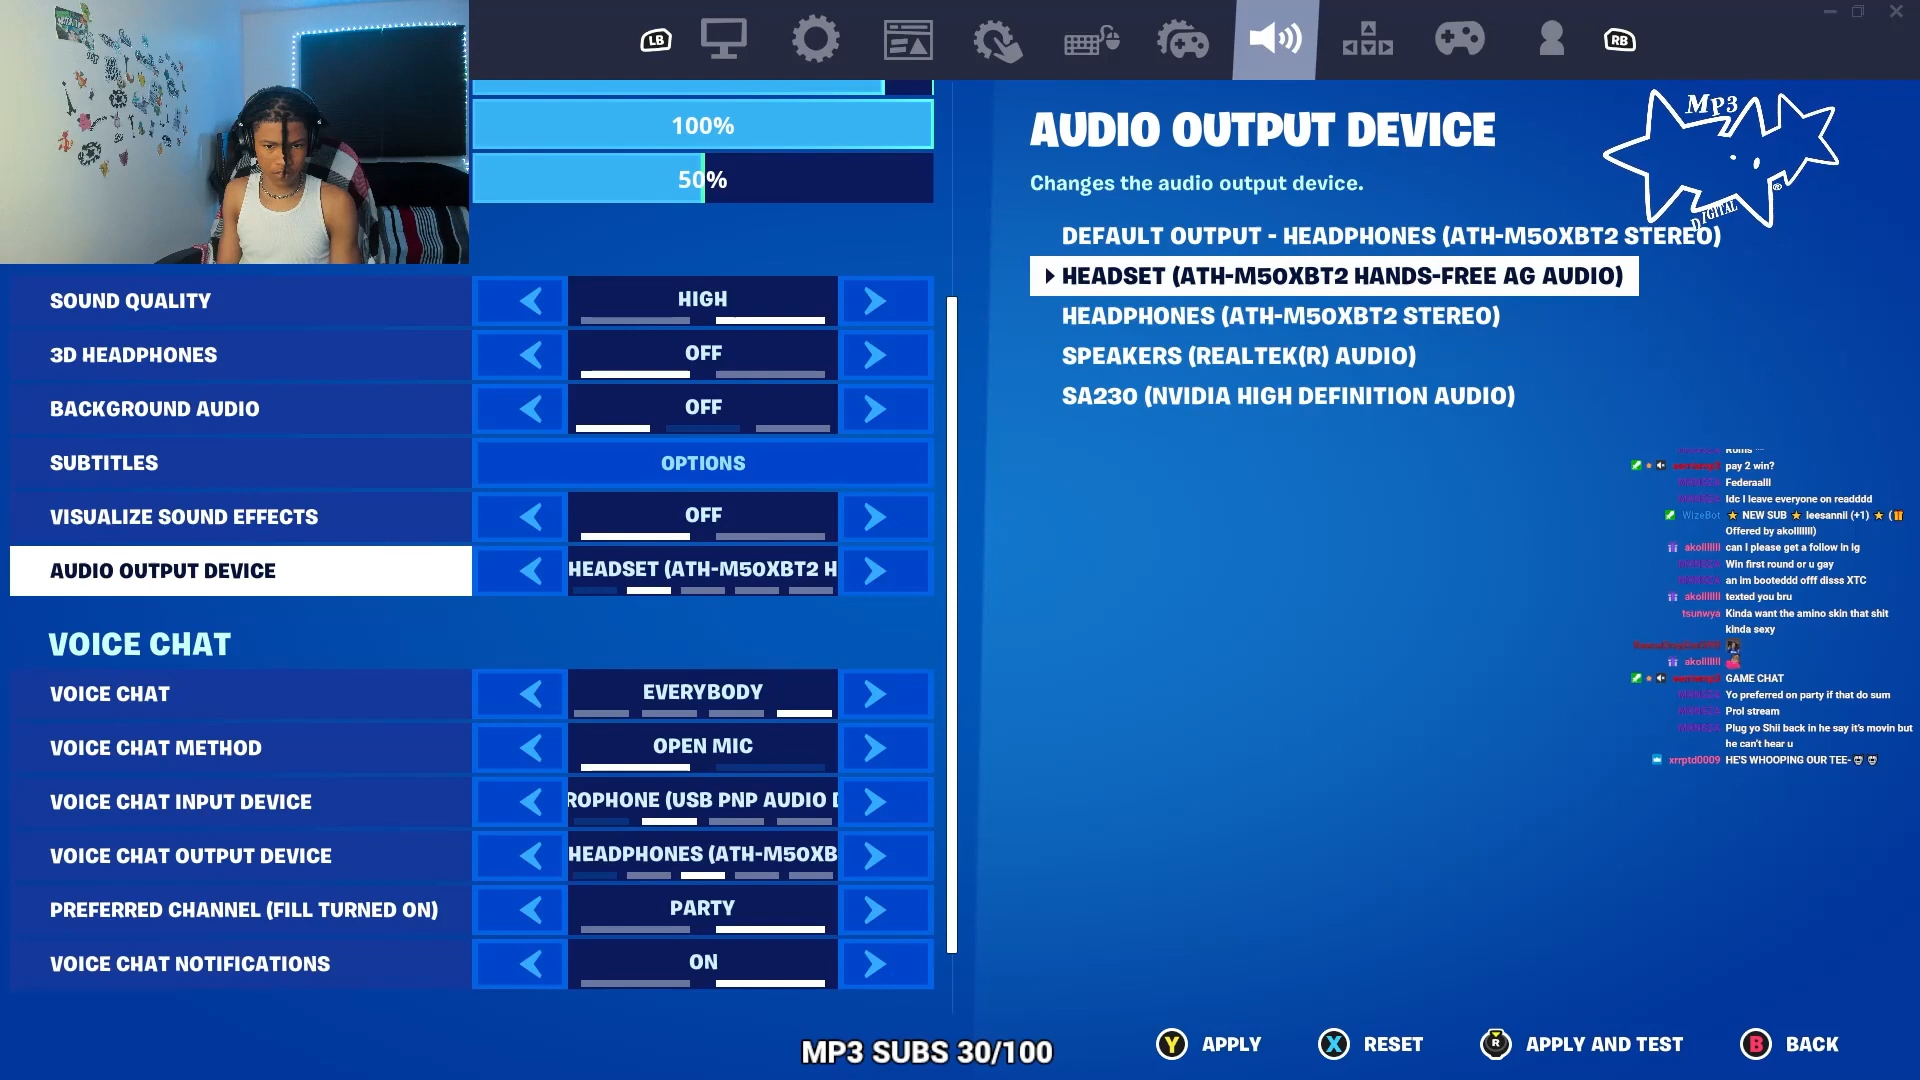 LB
RB
100%
50%
SOUND QUALITY
HIGH
3D HEADPHONES
OFF
BACKGROUND AUDIO
OFF
SUBTITLES
OPTIONS
VISUALIZE SOUND EFFECTS
OFF
AUDIO OUTPUT DEVICE
HEADSET (ATH-M50XBT2 H
VOICE CHAT
VOICE CHAT
EVERYBODY
VOICE CHAT METHOD
OPEN MIC
VOICE CHAT INPUT DEVICE
ROPHONE (USB PNP AUDIO D
VOICE CHAT OUTPUT DEVICE
HEADPHONES (ATH-M50XB
PREFERRED CHANNEL (FILL TURNED ON)
PARTY
VOICE CHAT NOTIFICATIONS
ON
AUDIO OUTPUT DEVICE
Changes the audio output device.
DEFAULT OUTPUT - HEADPHONES (ATH-M50XBT2 STEREO)
HEADSET (ATH-M50XBT2 HANDS-FREE AG AUDIO)
HEADPHONES (ATH-M50XBT2 STEREO)
SPEAKERS (REALTEK(R) AUDIO)
SA230 (NVIDIA HIGH DEFINITION AUDIO)
MP3
DIGITAL
®
pay 2 win?
Federaalll
Idc I leave everyone on readddd
WizeBot ⭐ NEW SUB ⭐ leesannii (+1) ⭐ (🎁
Offered by akolllllll)
akolllllll can I please get a follow in ig
Win first round or u gay
an im booteddd offf disss XTC
akolllllll texted you bru
tsunwya Kinda want the amino skin that shit
kinda sexy
akolllllll
GAME CHAT
Yo preferred on party if that do sum
Prol stream
Plug yo Shii back in he say it's movin but
he can't hear u
xrrptd0009 HE'S WHOOPING OUR TEE-
MP3 SUBS 30/100
Y APPLY
X RESET
R APPLY AND TEST
B BACK